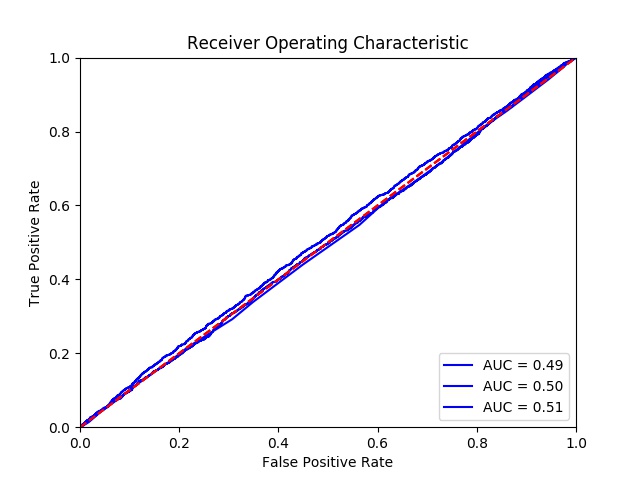 Receiver Operating Characteristic
True Positive Rate
1.0
0.8
0.6
0.4
0.2
0.0
AUC = 0.49
AUC = 0.50
AUC = 0.51
0.0 0.2 0.4 0.6 0.8 1.0
False Positive Rate